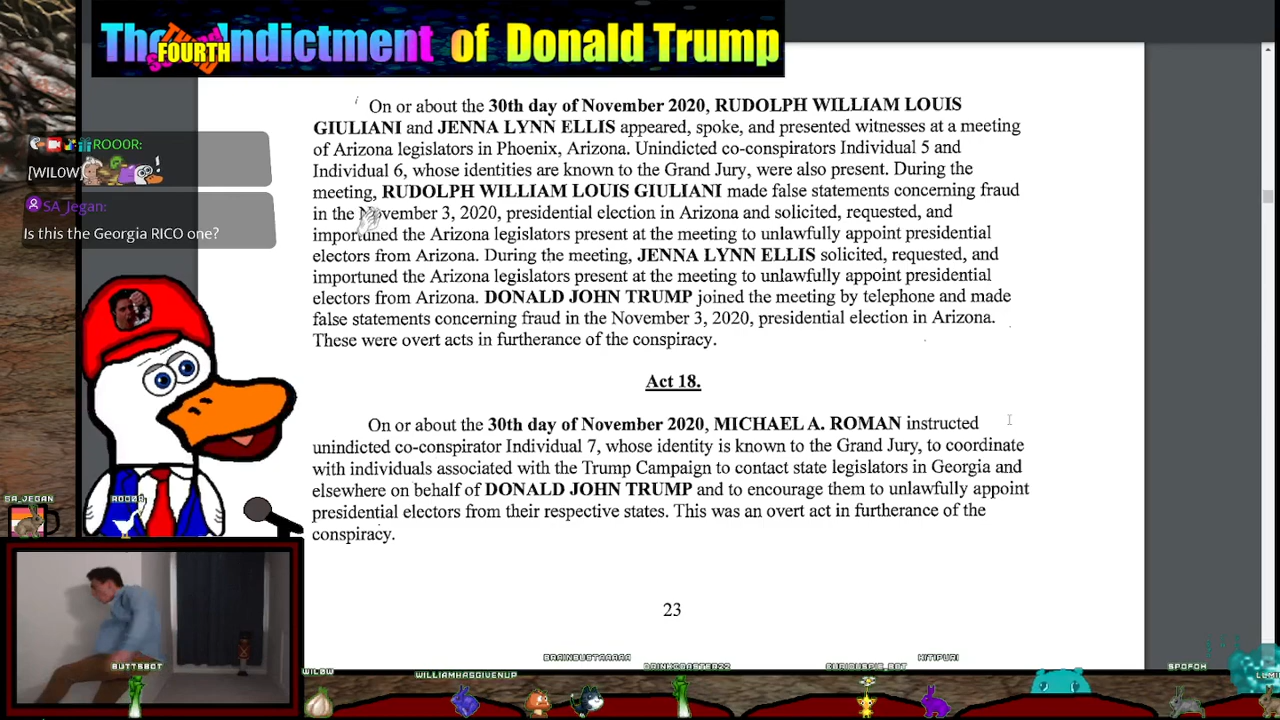 The Indictment of Donald Trump
FOURTH
On or about the 30th day of November 2020, RUDOLPH WILLIAM LOUIS
GIULIANI and JENNA LYNN ELLIS appeared, spoke, and presented witnesses at a meeting
of Arizona legislators in Phoenix, Arizona. Unindicted co-conspirators Individual 5 and
Individual 6, whose identities are known to the Grand Jury, were also present. During the
meeting, RUDOLPH WILLIAM LOUIS GIULIANI made false statements concerning fraud
in the November 3, 2020, presidential election in Arizona and solicited, requested, and
importuned the Arizona legislators present at the meeting to unlawfully appoint presidential
electors from Arizona. During the meeting, JENNA LYNN ELLIS solicited, requested, and
importuned the Arizona legislators present at the meeting to unlawfully appoint presidential
electors from Arizona. DONALD JOHN TRUMP joined the meeting by telephone and made
false statements concerning fraud in the November 3, 2020, presidential election in Arizona.
These were overt acts in furtherance of the conspiracy.
Act 18.
On or about the 30th day of November 2020, MICHAEL A. ROMAN instructed
unindicted co-conspirator Individual 7, whose identity is known to the Grand Jury, to coordinate
with individuals associated with the Trump Campaign to contact state legislators in Georgia and
elsewhere on behalf of DONALD JOHN TRUMP and to encourage them to unlawfully appoint
presidential electors from their respective states. This was an overt act in furtherance of the
conspiracy.
23
ROO0R:
[WILOW]
SA_Jegan:
Is this the Georgia RICO one?
SA_JEGAN
BUTTSBOT
WILOW
WILLIAMHASGIVENUP
DRINKCOASTER22
CURIOUSPIE_BOT
KITIPURI
SPOFOX